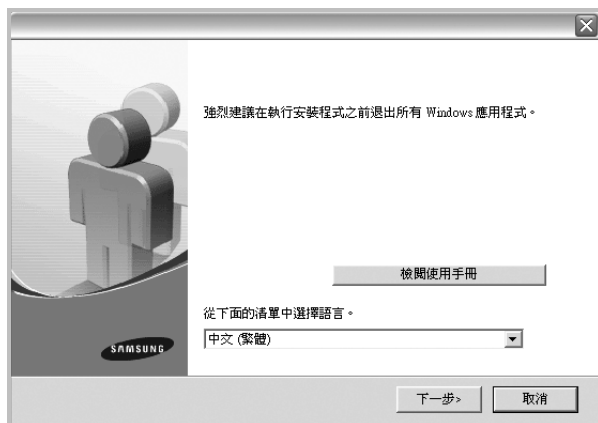 強烈建議在執行安裝程式之前退出所有 Windows 應用程式。
檢閱使用手冊
從下面的清單中選擇語言。
中文 (繁體)
SAMSUNG
下一步>
取消